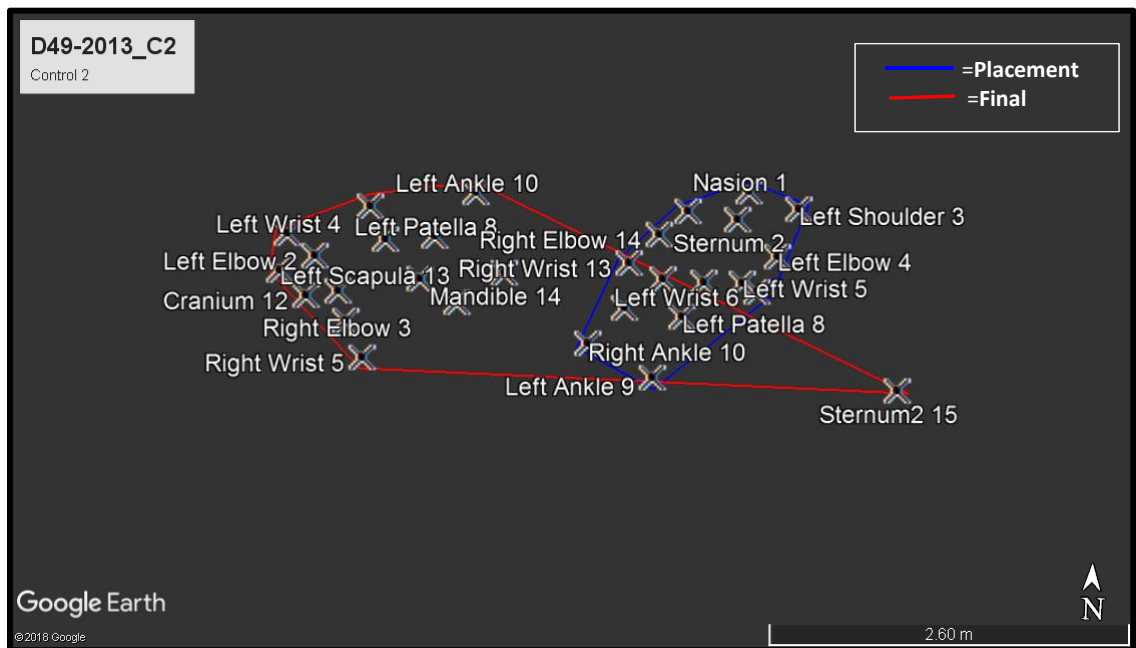 D49-2013_C2
Control 2
=Placement
=Final
Left Ankle 10
Nasion 1
Left Wrist 4
Left Patella 8
Right Elbow 14
Sternum 2
Left Shoulder 3
Left Elbow 2
Left Scapula 13
Right Wrist 13
Left Elbow 4
Cranium 12
Mandible 14
Left Wrist 6
Left Wrist 5
Right Elbow 3
Left Patella 8
Right Wrist 5
Right Ankle 10
Left Ankle 9
Sternum2 15
Google Earth
N
©2018 Google
2.60 m